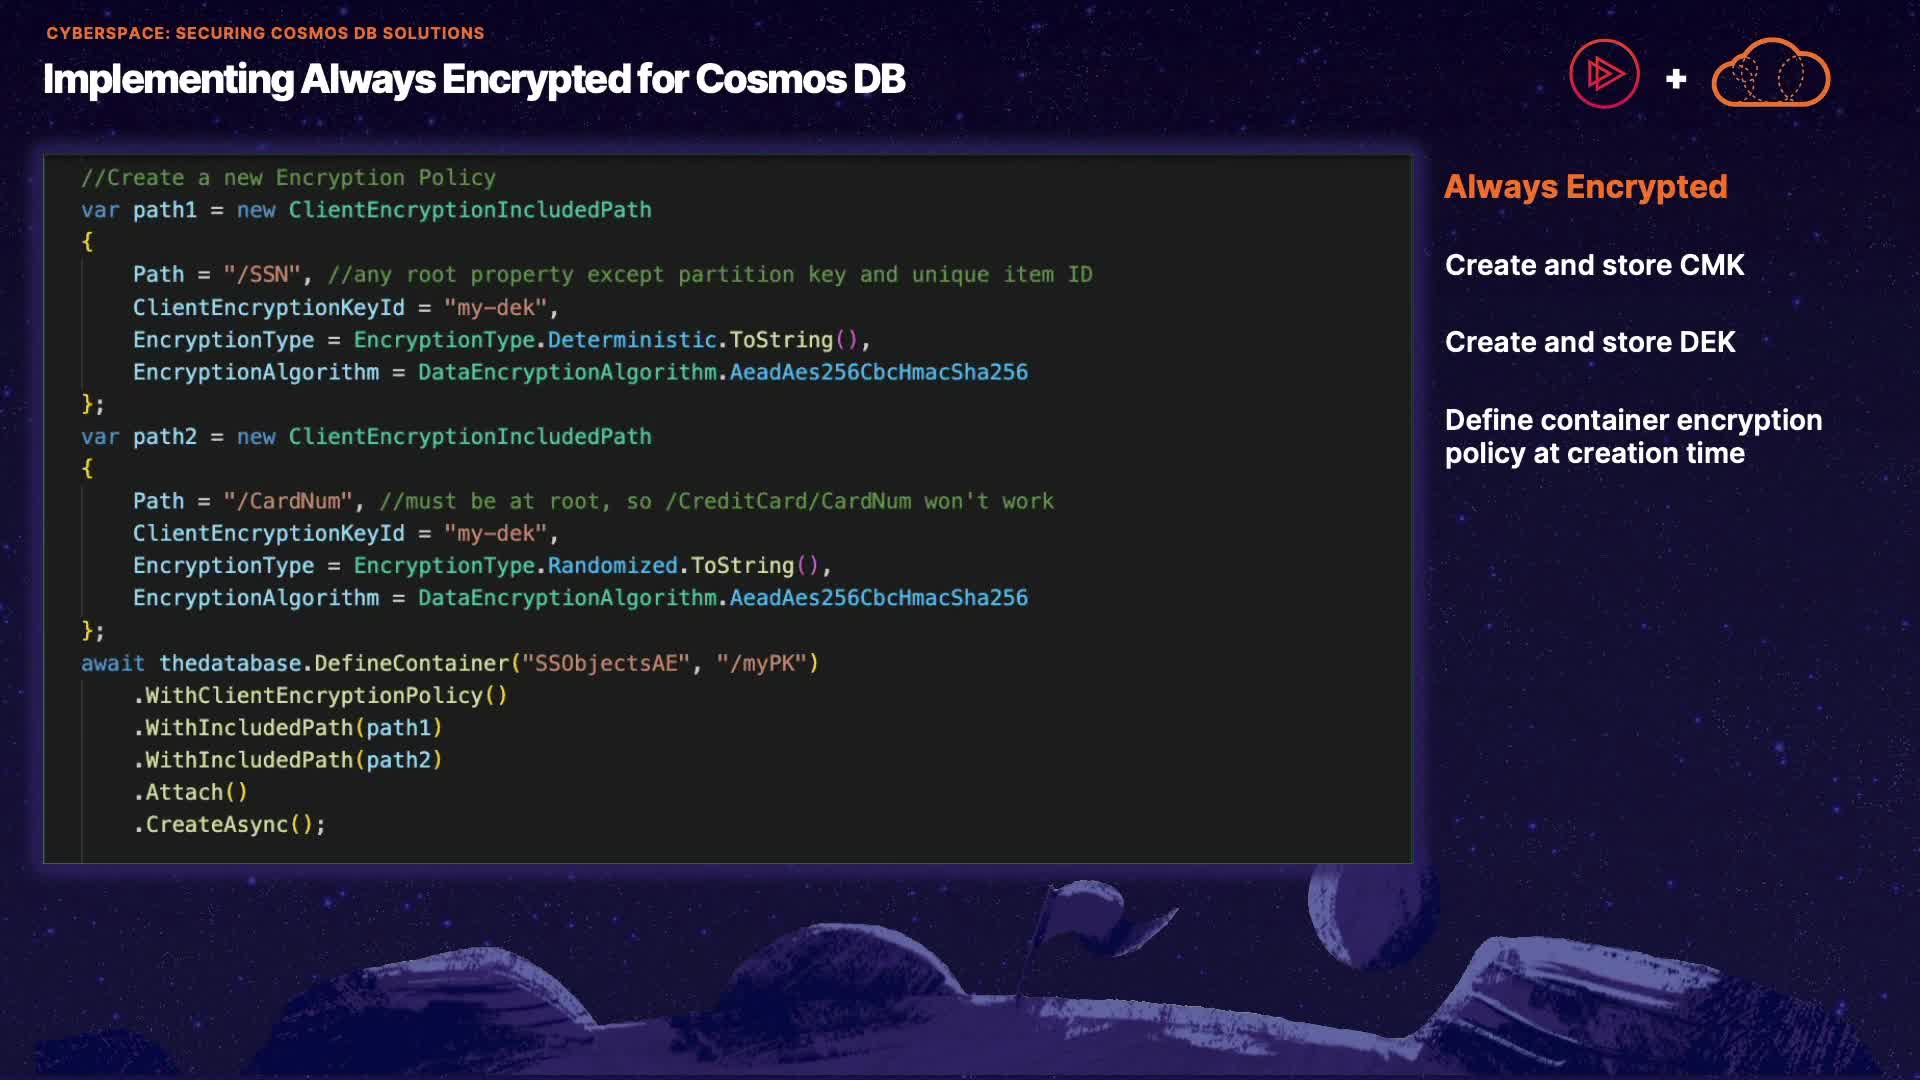 CYBERSPACE: SECURING COSMOS DB SOLUTIONS
Implementing Always Encrypted for Cosmos DB
//Create a new Encryption Policy
var path1 = new ClientEncryptionIncludedPath
{
    Path = "/SSN", //any root property except partition key and unique item ID
    ClientEncryptionKeyId = "my-dek",
    EncryptionType = EncryptionType.Deterministic.ToString(),
    EncryptionAlgorithm = DataEncryptionAlgorithm.AeadAes256CbcHmacSha256
};
var path2 = new ClientEncryptionIncludedPath
{
    Path = "/CardNum", //must be at root, so /CreditCard/CardNum won't work
    ClientEncryptionKeyId = "my-dek",
    EncryptionType = EncryptionType.Randomized.ToString(),
    EncryptionAlgorithm = DataEncryptionAlgorithm.AeadAes256CbcHmacSha256
};
await thedatabase.DefineContainer("SSObjectsAE", "/myPK")
    .WithClientEncryptionPolicy()
    .WithIncludedPath(path1)
    .WithIncludedPath(path2)
    .Attach()
    .CreateAsync();
+
Always Encrypted
Create and store CMK
Create and store DEK
Define container encryption
policy at creation time